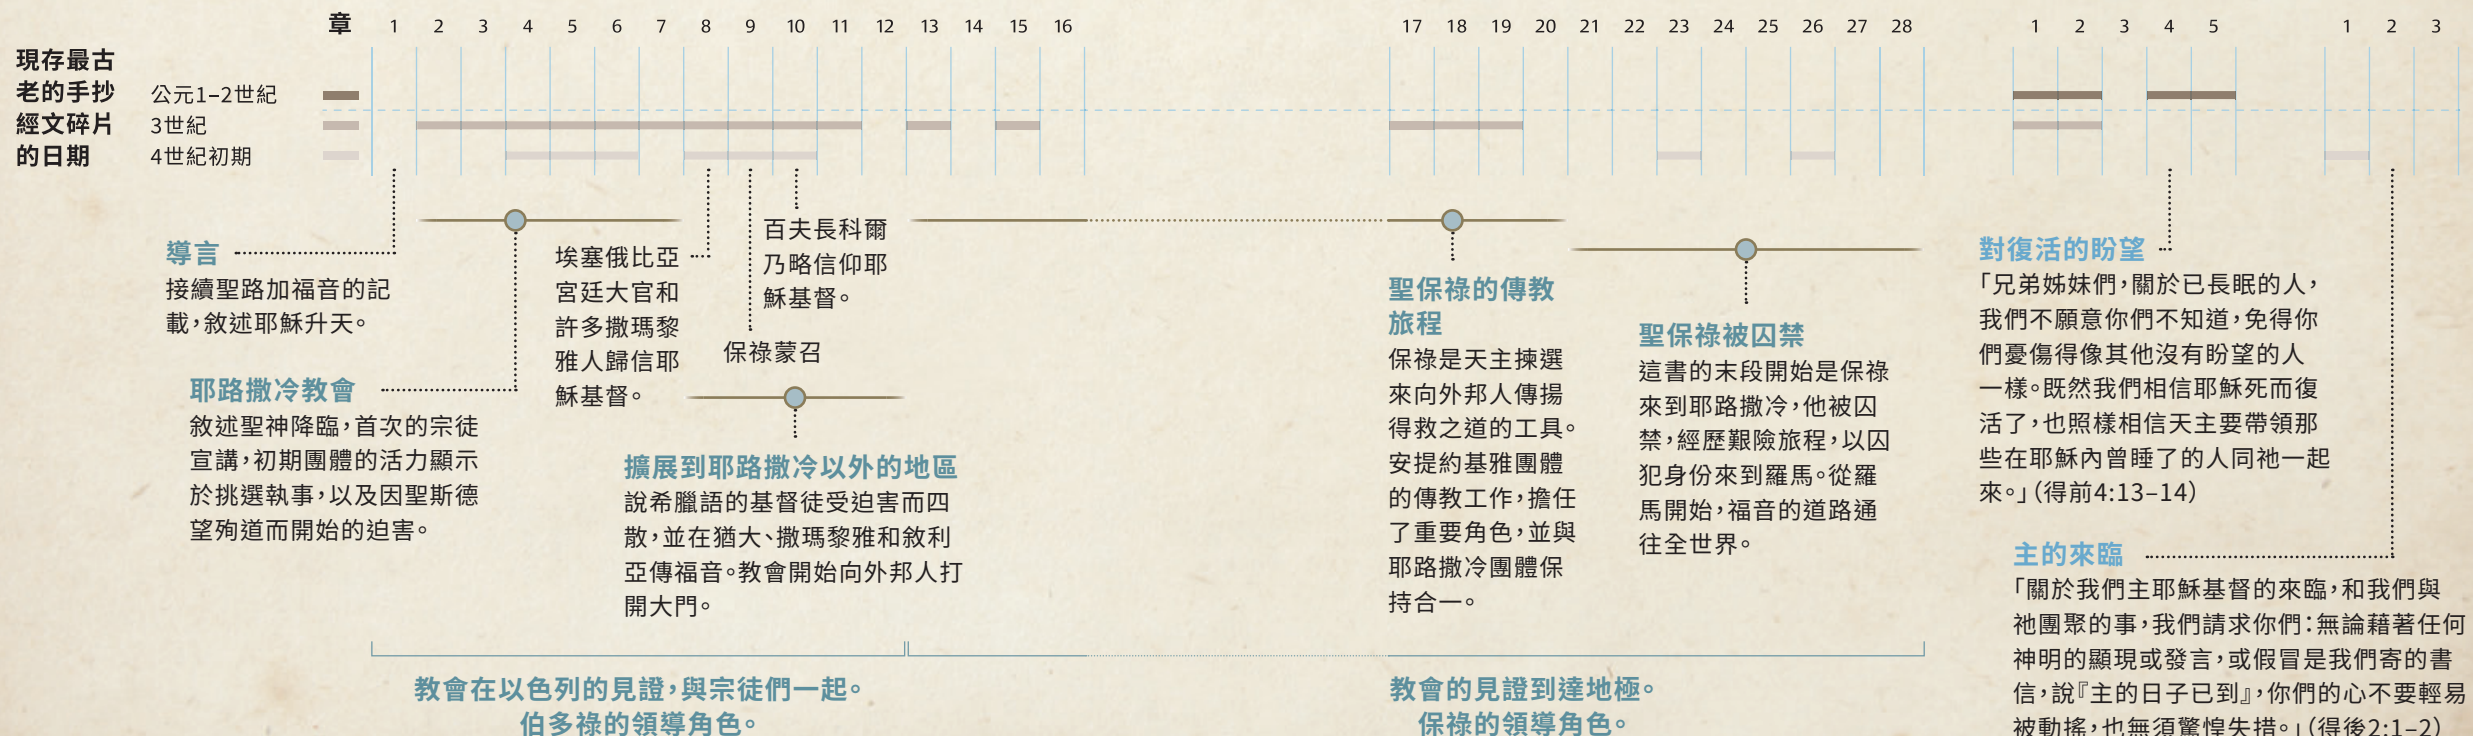 章 1 2 3 4 5 6 7 8 9 10 11 12 13 14 15 16 17 18 19 20 21 22 23 24 25 26 27 28 1 2 3 4 5 1 2 3
現存最古
老的手抄
經文碎片
的日期
公元1–2世紀
3世紀
4世紀初期
導言
接續聖路加福音的記
載，敘述耶穌升天。
耶路撒冷教會
敘述聖神降臨，首次的宗徒
宣講，初期團體的活力顯示
於挑選執事，以及因聖斯德
望殉道而開始的迫害。
埃塞俄比亞
宮廷大官和
許多撒瑪黎
雅人歸信耶
穌基督。
百夫長科爾
乃略信仰耶
穌基督。
保祿蒙召
擴展到耶路撒冷以外的地區
說希臘語的基督徒受迫害而四
散，並在猶大、撒瑪黎雅和敘利
亞傳福音。教會開始向外邦人打
開大門。
聖保祿的傳教
旅程
保祿是天主揀選
來向外邦人傳揚
得救之道的工具。
安提約基雅團體
的傳教工作，擔任
了重要角色，並與
耶路撒冷團體保
持合一。
聖保祿被囚禁
這書的末段開始是保祿
來到耶路撒冷，他被囚
禁，經歷艱險旅程，以囚
犯身份來到羅馬。從羅
馬開始，福音的道路通
往全世界。
教會在以色列的見證，與宗徒們一起。
伯多祿的領導角色。
教會的見證到達地極。
保祿的領導角色。
對復活的盼望
「兄弟姊妹們，關於已長眠的人，
我們不願意你們不知道，免得你
們憂傷得像其他沒有盼望的人
一樣。既然我們相信耶穌死而復
活了，也照樣相信天主要帶領那
些在耶穌內曾睡了的人同祂一起
來。」（得前4:13–14）
主的來臨
「關於我們主耶穌基督的來臨，和我們與
祂團聚的事，我們請求你們：無論藉著任何
神明的顯現或發言，或假冒是我們寄的書
信，說『主的日子已到』，你們的心不要輕易
被動搖，也無須驚惶失措。」（得後2:1–2）